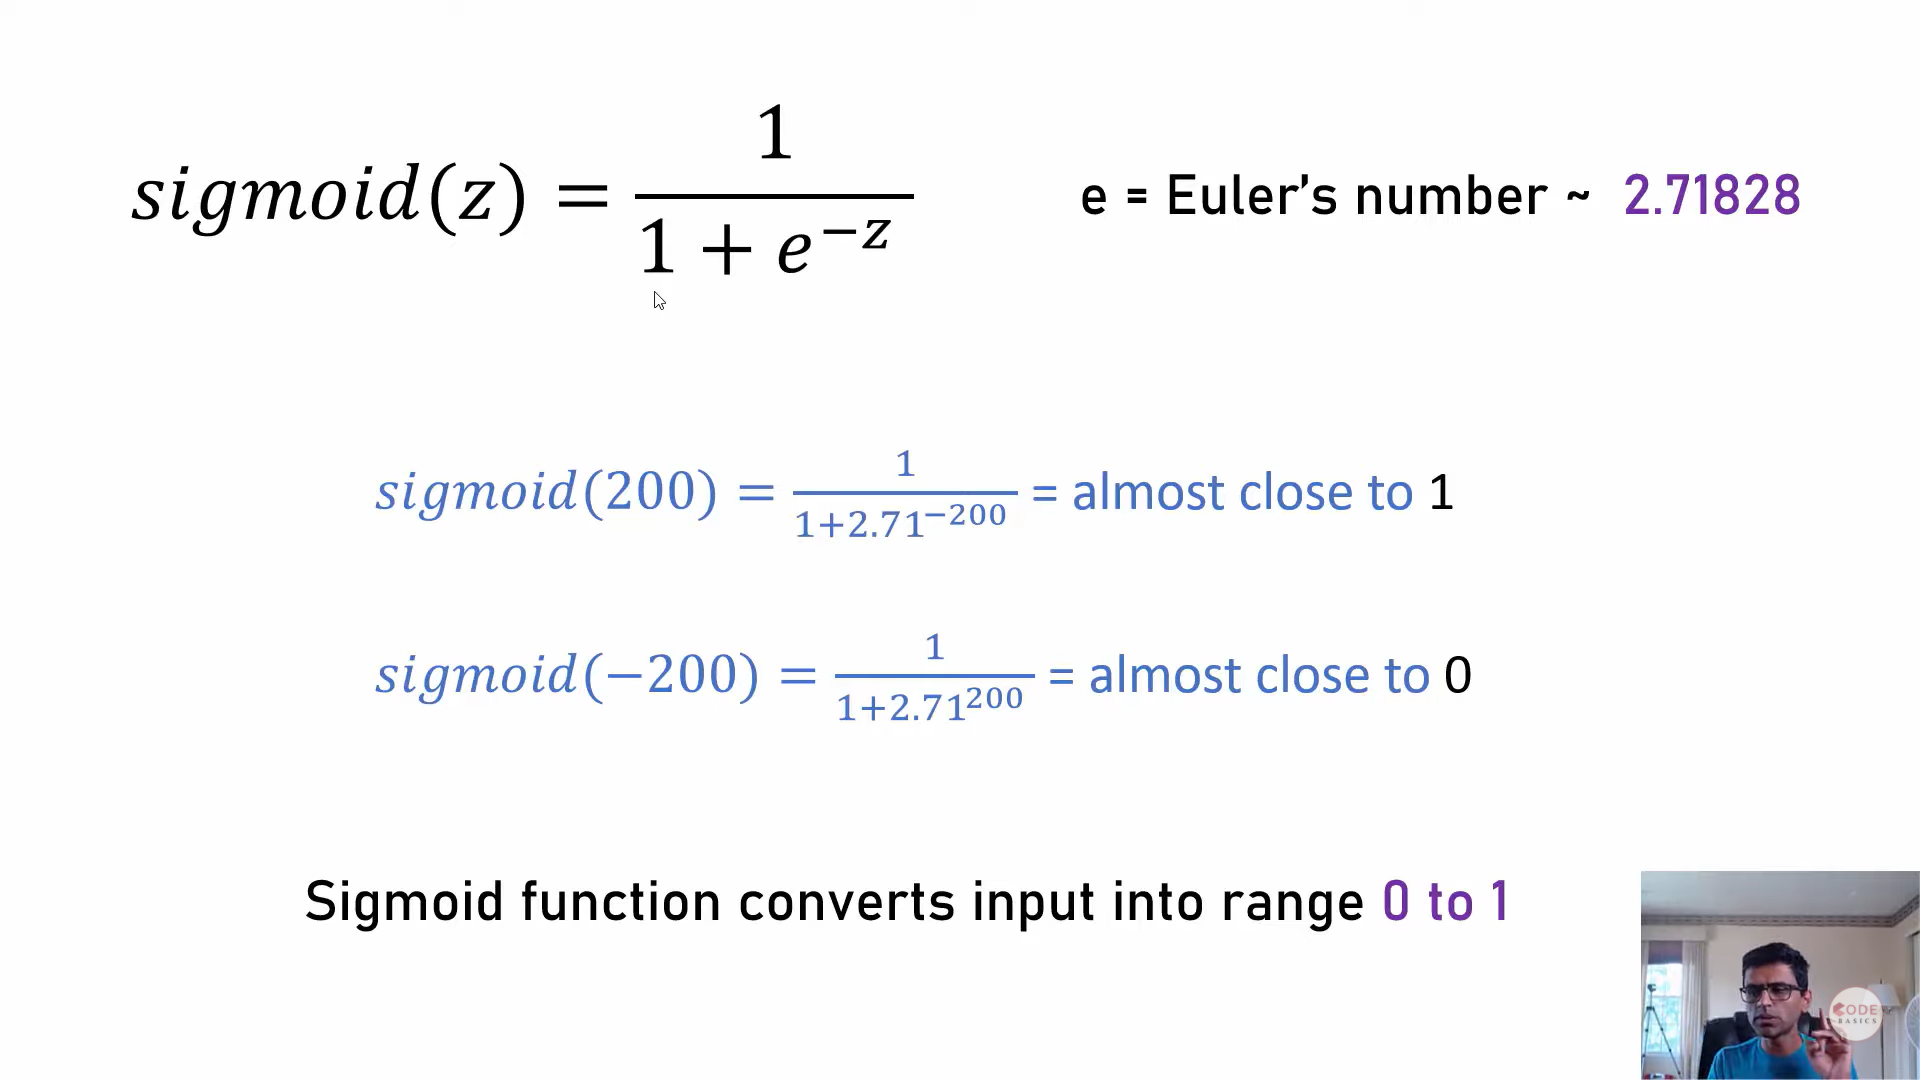 sigmoid(z) = 1 / (1 + e^{-z})
e = Euler's number ~ 2.71828
sigmoid(200) = 1 / (1+2.71^{-200}) = almost close to 1
sigmoid(−200) = 1 / (1+2.71^{200}) = almost close to 0
Sigmoid function converts input into range 0 to 1
CODE
BASICS